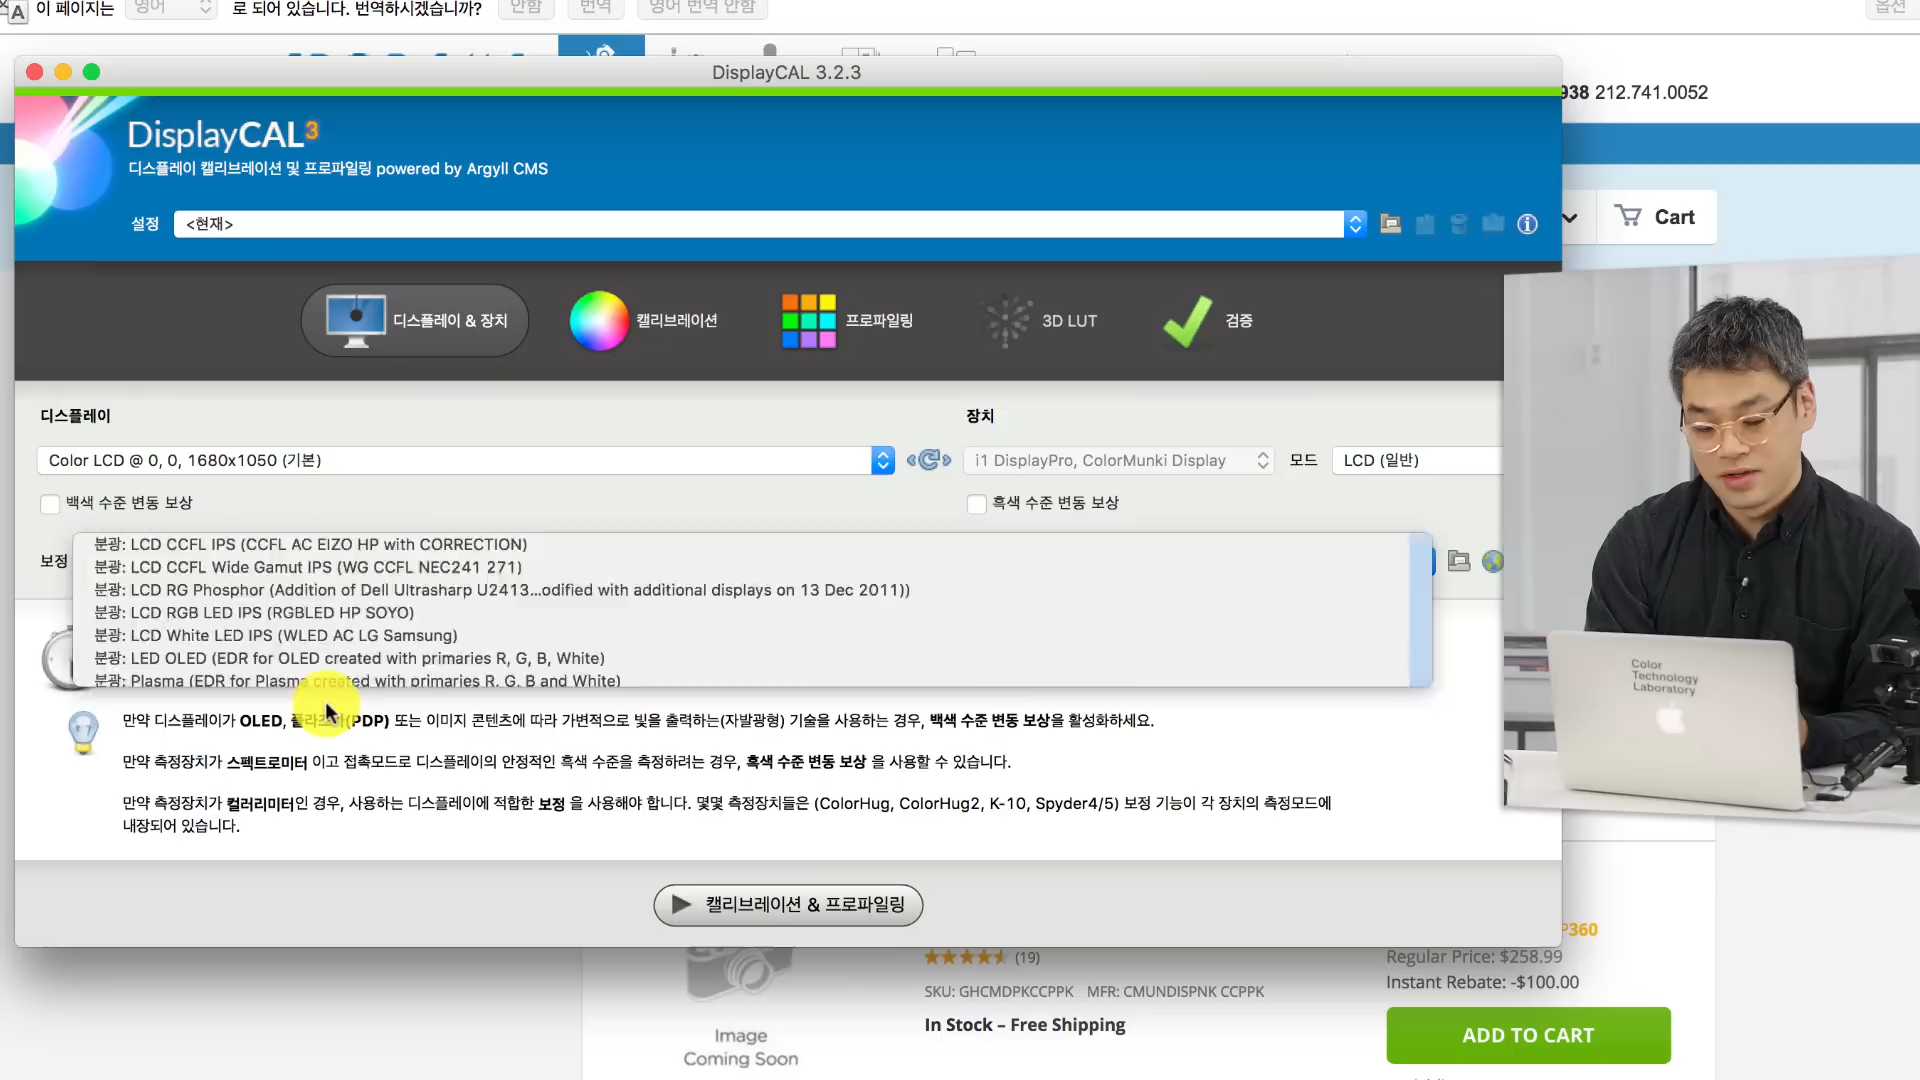 A 이 페이지는 영어 로 되어 있습니다. 번역하시겠습니까? 안함 번역 영어 번역 안함 옵션
DisplayCAL 3.2.3
938 212.741.0052
DisplayCAL3
디스플레이 캘리브레이션 및 프로파일링 powered by Argyll CMS
설정 <현재>
Cart
디스플레이 & 장치 캘리브레이션 프로파일링 3D LUT 검증
디스플레이 장치
Color LCD @ 0, 0, 1680x1050 (기본) i1 DisplayPro, ColorMunki Display 모드 LCD (일반)
백색 수준 변동 보상 흑색 수준 변동 보상
보정
분광: LCD CCFL IPS (CCFL AC EIZO HP with CORRECTION)
분광: LCD CCFL Wide Gamut IPS (WG CCFL NEC241 271)
분광: LCD RG Phosphor (Addition of Dell Ultrasharp U2413...odified with additional displays on 13 Dec 2011))
분광: LCD RGB LED IPS (RGBLED HP SOYO)
분광: LCD White LED IPS (WLED AC LG Samsung)
분광: LED OLED (EDR for OLED created with primaries R, G, B, White)
분광: Plasma (EDR for Plasma created with primaries R, G, B and White)
만약 디스플레이가 OLED, 플라즈마(PDP) 또는 이미지 콘텐츠에 따라 가변적으로 빛을 출력하는(자발광형) 기술을 사용하는 경우, 백색 수준 변동 보상을 활성화하세요.
만약 측정장치가 스펙트로미터 이고 접촉모드로 디스플레이의 안정적인 흑색 수준을 측정하려는 경우, 흑색 수준 변동 보상 을 사용할 수 있습니다.
만약 측정장치가 컬러리미터인 경우, 사용하는 디스플레이에 적합한 보정 을 사용해야 합니다. 몇몇 측정장치들은 (ColorHug, ColorHug2, K-10, Spyder4/5) 보정 기능이 각 장치의 측정모드에
내장되어 있습니다.
Color
Technology
Laboratory
캘리브레이션 & 프로파일링
P360
(19) Regular Price: $258.99
Instant Rebate: -$100.00
SKU: GHCMDPKCCPPK MFR: CMUNDISPNK CCPPK
In Stock – Free Shipping
Image
Coming Soon
ADD TO CART